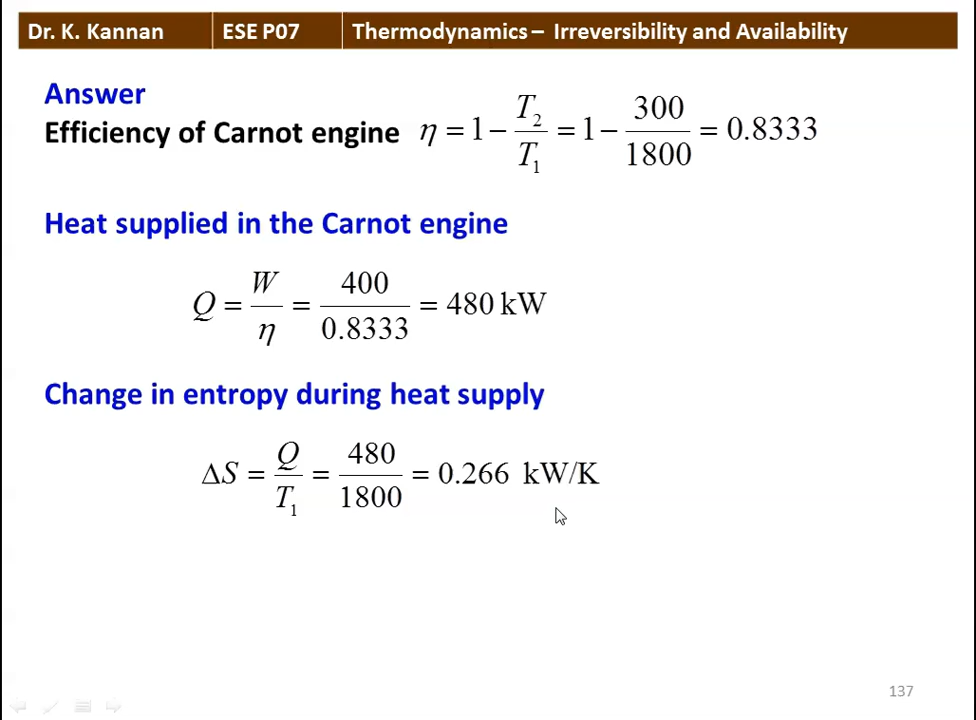 Dr. K. Kannan ESE P07 Thermodynamics – Irreversibility and Availability
Answer
Efficiency of Carnot engine η = 1 − T₂/T₁ = 1 − 300/1800 = 0.8333
Heat supplied in the Carnot engine
Q = W/η = 400/0.8333 = 480 kW
Change in entropy during heat supply
ΔS = Q/T₁ = 480/1800 = 0.266 kW/K
137